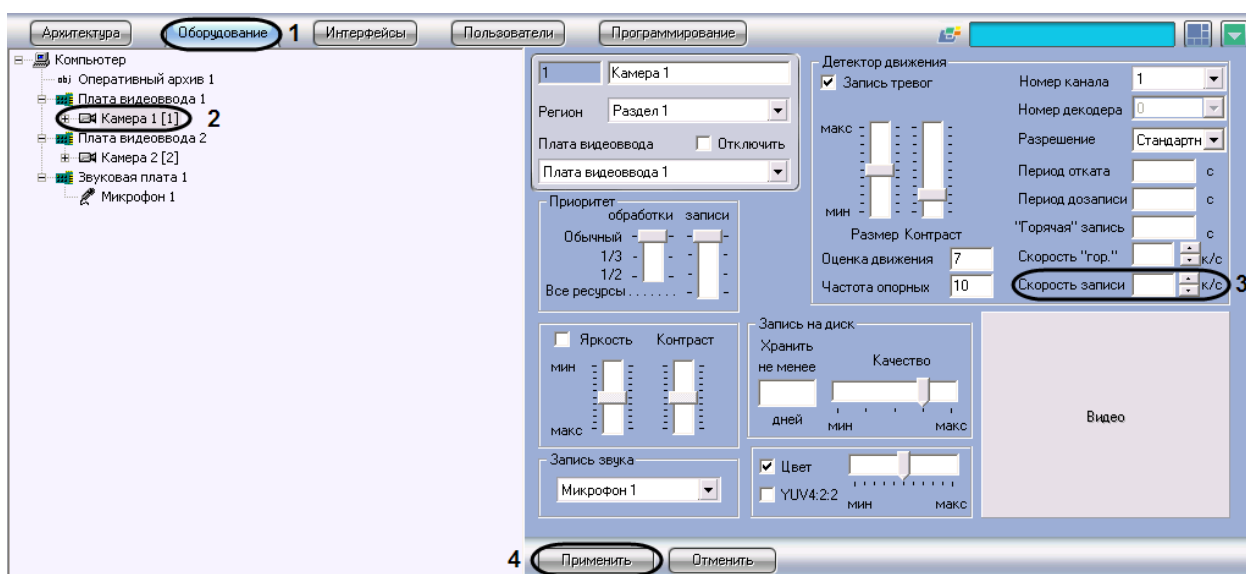 Архитектура Оборудование 1 Интерфейсы Пользователи Программирование
Компьютер
Оперативный архив 1
Плата видеоввода 1
Камера 1 [1] 2
Плата видеоввода 2
Камера 2 [2]
Звуковая плата 1
Микрофон 1
1 Камера 1
Регион Раздел 1
Плата видеоввода Отключить
Плата видеоввода 1
Приоритет
обработки записи
Обычный
1/3
1/2
Все ресурсы . . . . . . .
Детектор движения
Запись тревог
макс
мин
Размер Контраст
Оценка движения 7
Частота опорных 10
Номер канала 1
Номер декодера 0
Разрешение Стандартн
Период отката с
Период дозаписи с
"Горячая" запись с
Скорость "гор." к/с
Скорость записи к/с 3
Яркость Контраст
мин
макс
Запись на диск
Хранить
не менее
дней
Качество
мин макс
Видео
Запись звука
Микрофон 1
Цвет
YUV4:2:2
мин макс
4 Применить Отменить